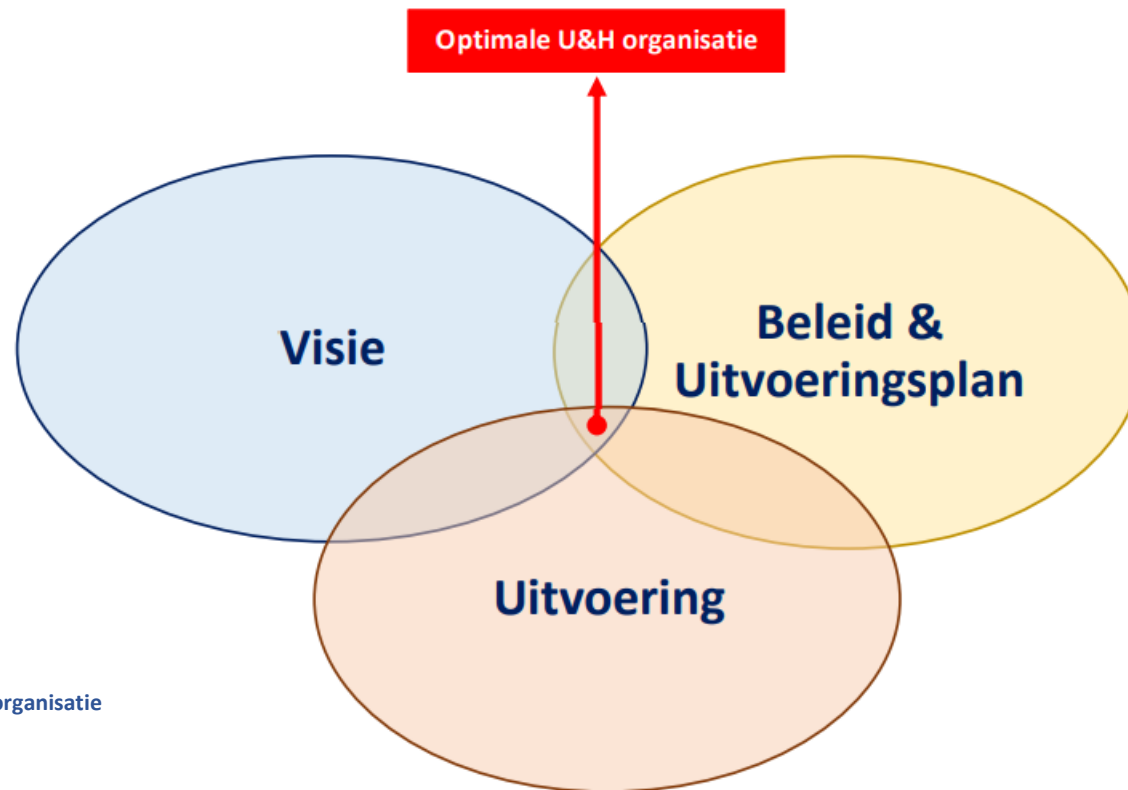 Optimale U&H organisatie
Visie
Beleid &
Uitvoeringsplan
Uitvoering
organisatie